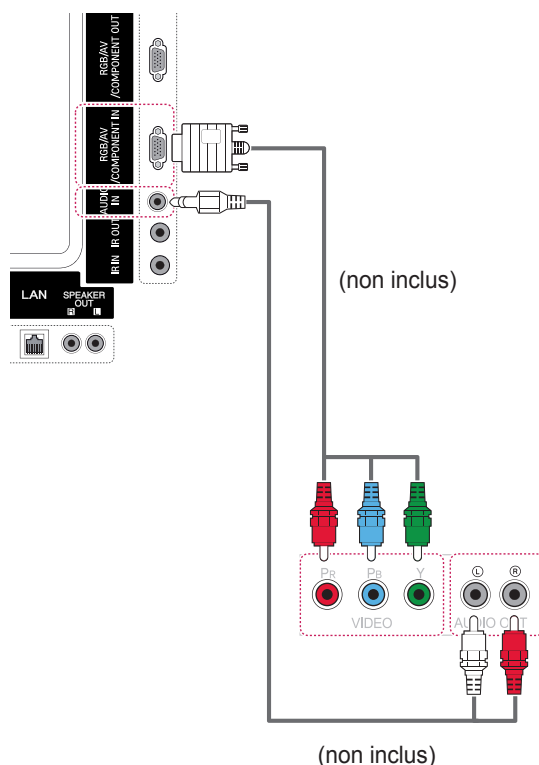 RGB/AV
/COMPONENT OUT
RGB/AV
/COMPONENT IN
AUDIO
IN
IR OUT
IR IN
LAN
SPEAKER
OUT
R L
(non inclus)
PR PB Y
VIDEO
L R
AUDIO OUT
(non inclus)